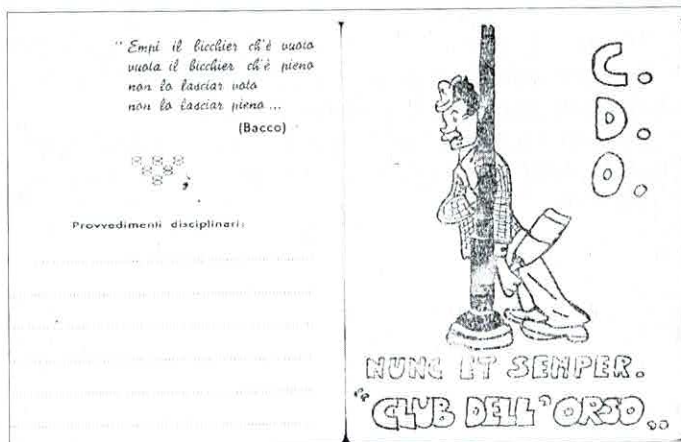 " Empi il bicchier ch'è vuoto
vuota il bicchier ch'è pieno
non lo lasciar voto
non lo lasciar pieno ...
(Bacco)
Provvedimenti disciplinari:
C.
D.
O.
NUNC ET SEMPER.
"CLUB DELL'ORSO"